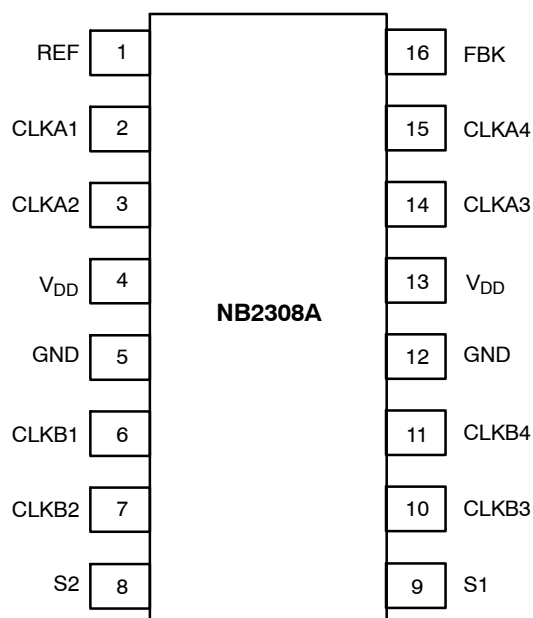 REF 1 16 FBK
CLKA1 2 15 CLKA4
CLKA2 3 14 CLKA3
VDD 4 13 VDD
NB2308A
GND 5 12 GND
CLKB1 6 11 CLKB4
CLKB2 7 10 CLKB3
S2 8 9 S1